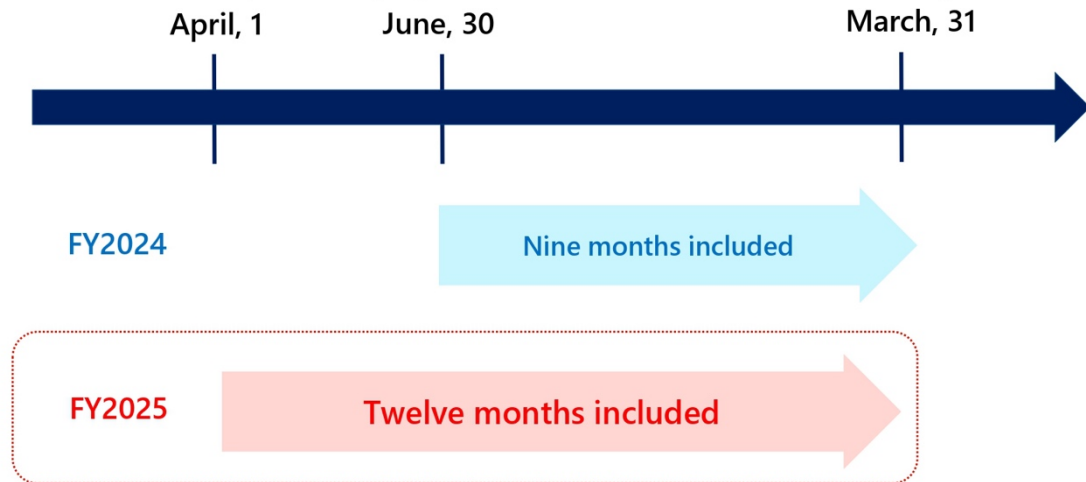 April, 1
June, 30
March, 31
FY2024
Nine months included
FY2025
Twelve months included